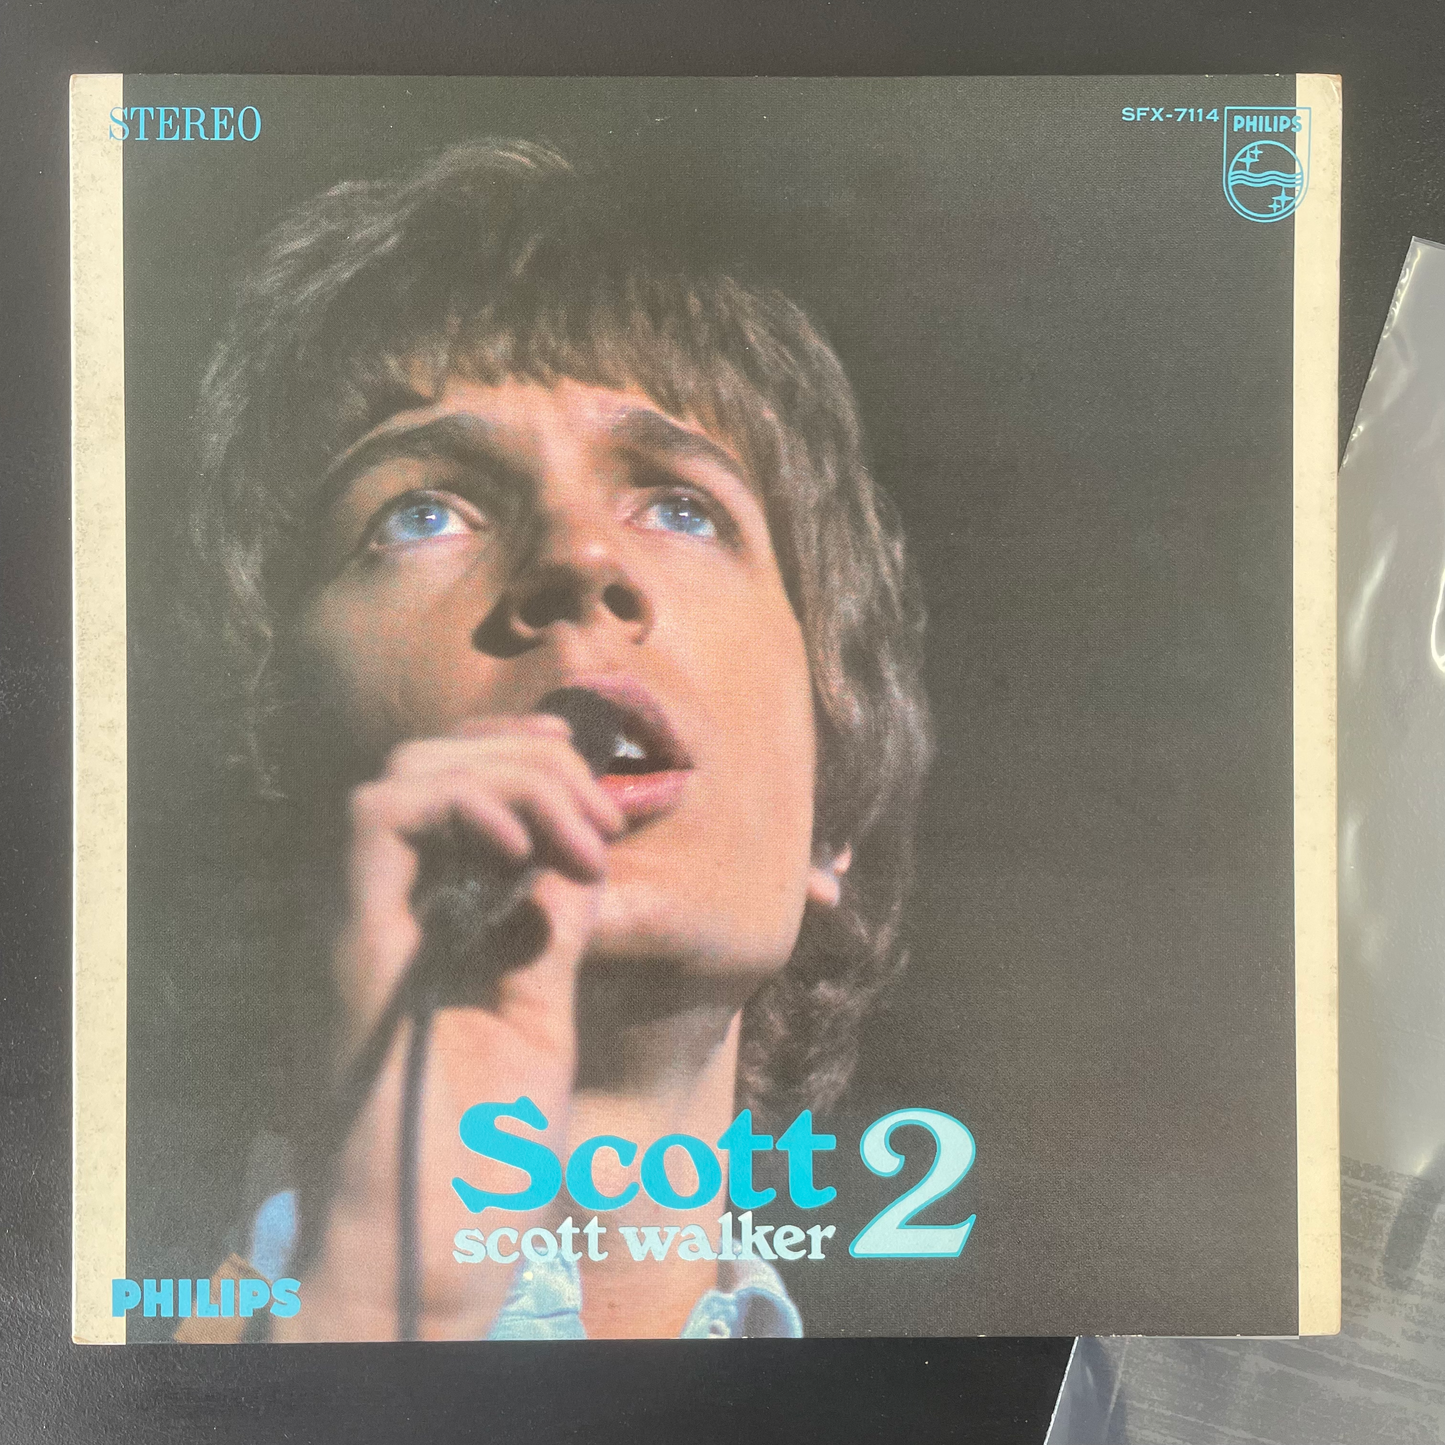 STEREO
SFX-7114
PHILIPS
Scott 2
scott walker
PHILIPS